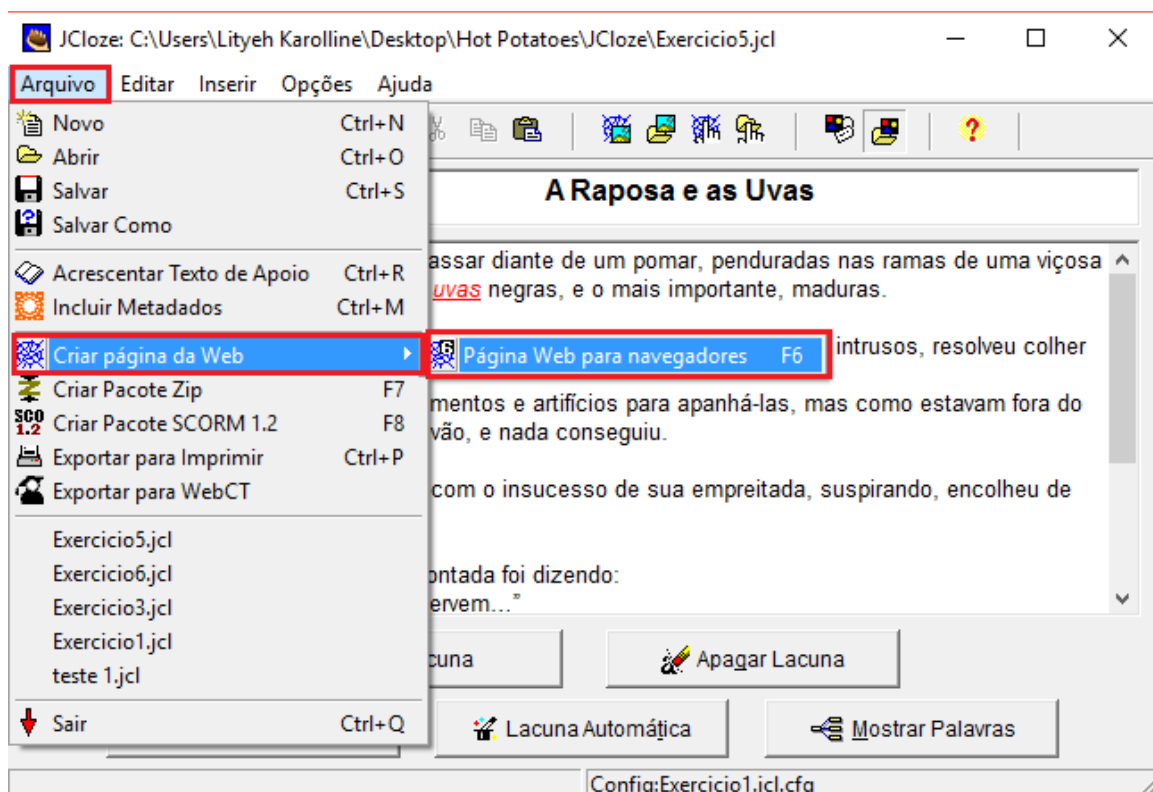 JCloze: C:\Users\Lityeh Karolline\Desktop\Hot Potatoes\JCloze\Exercicio5.jcl
Arquivo Editar Inserir Opções Ajuda
Novo Ctrl+N
Abrir Ctrl+O
Salvar Ctrl+S
Salvar Como
Acrescentar Texto de Apoio Ctrl+R
Incluir Metadados Ctrl+M
Criar página da Web
Página Web para navegadores F6
Criar Pacote Zip F7
SCO 1.2 Criar Pacote SCORM 1.2 F8
Exportar para Imprimir Ctrl+P
Exportar para WebCT
Exercicio5.jcl
Exercicio6.jcl
Exercicio3.jcl
Exercicio1.jcl
teste 1.jcl
Sair Ctrl+Q
A Raposa e as Uvas
assar diante de um pomar, penduradas nas ramas de uma viçosa
uvas negras, e o mais importante, maduras.
intrusos, resolveu colher
mentos e artifícios para apanhá-las, mas como estavam fora do
vão, e nada conseguiu.
com o insucesso de sua empreitada, suspirando, encolheu de
ontada foi dizendo:
ervem...”
cuna
Apagar Lacuna
Lacuna Automática
Mostrar Palavras
Config:Exercicio1.jcl.cfg